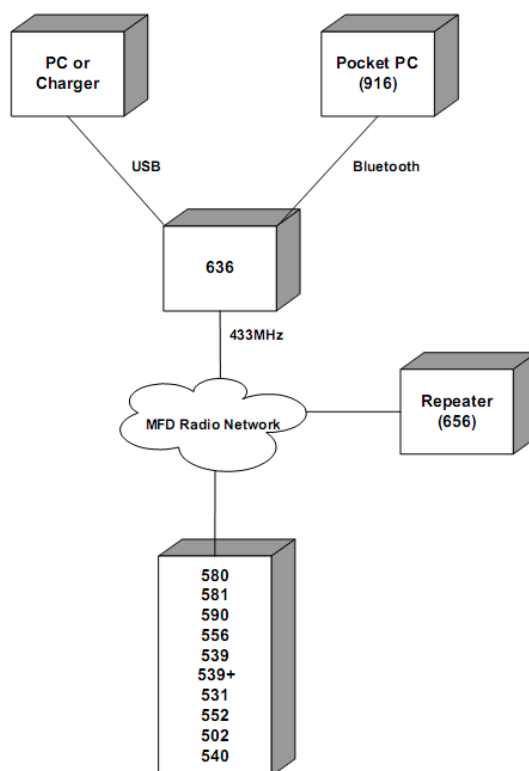 PC or
Charger
Pocket PC
(916)
USB
Bluetooth
636
433MHz
MFD Radio Network
Repeater
(656)
580
581
590
556
539
539+
531
552
502
540